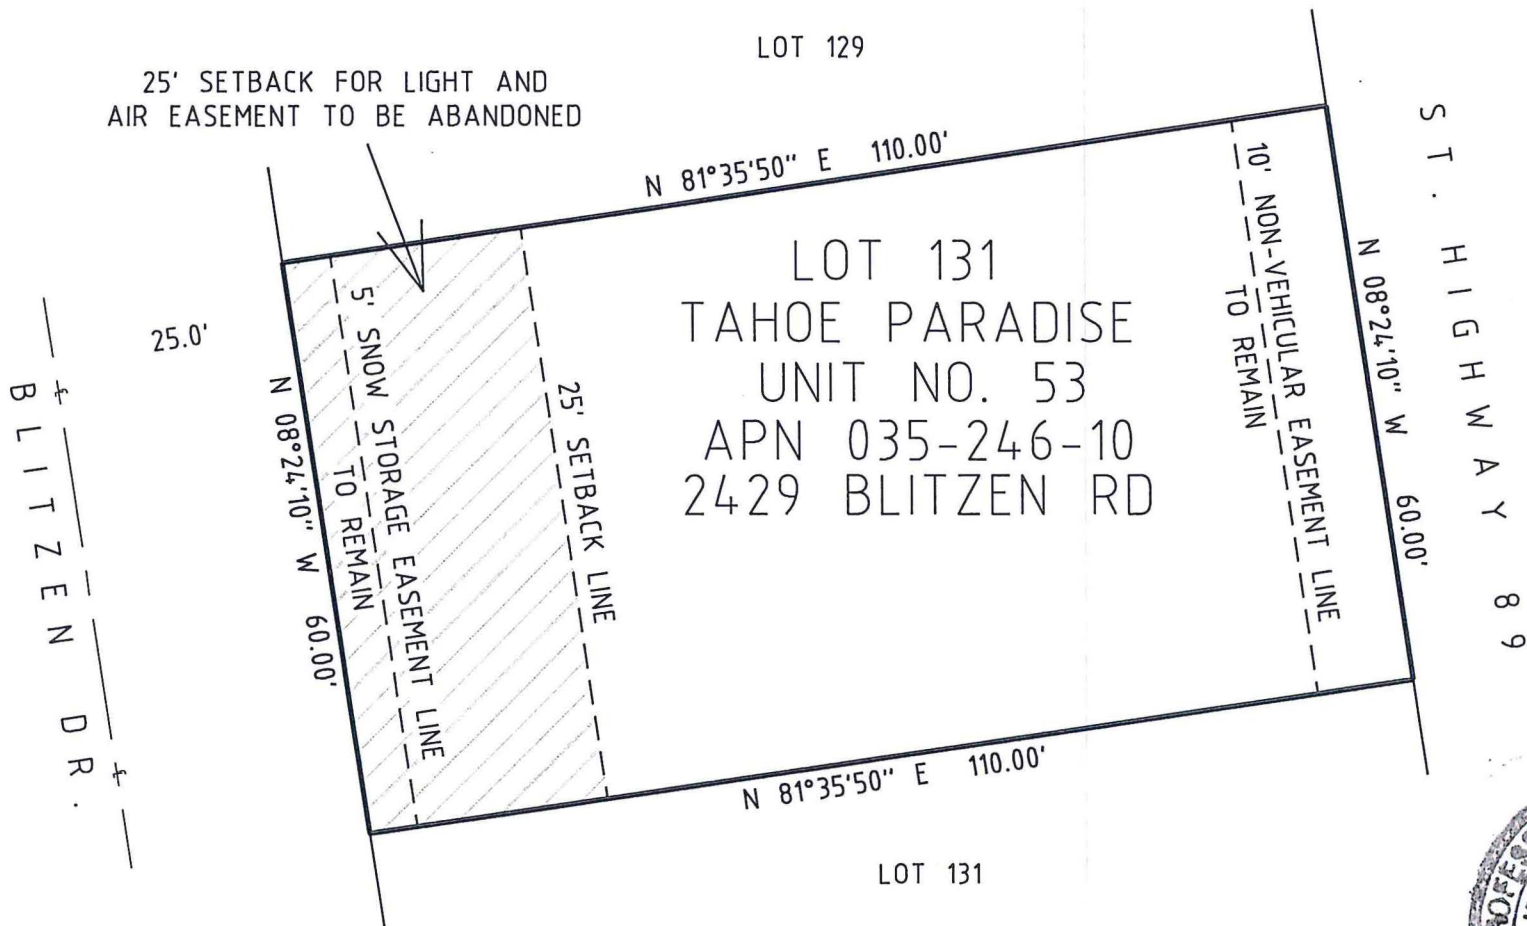 LOT 129
25' SETBACK FOR LIGHT AND
AIR EASEMENT TO BE ABANDONED
N 81°35'50" E 110.00'
LOT 131
TAHOE PARADISE
UNIT NO. 53
APN 035-246-10
2429 BLITZEN RD
25.0'
BLITZEN DR.
N 08°24'10" W 60.00'
5' SNOW STORAGE EASEMENT LINE
TO REMAIN
25' SETBACK LINE
10' NON-VEHICULAR EASEMENT LINE
TO REMAIN
N 08°24'10" W 60.00'
ST. HIGHWAY 89
N 81°35'50" E 110.00'
LOT 131